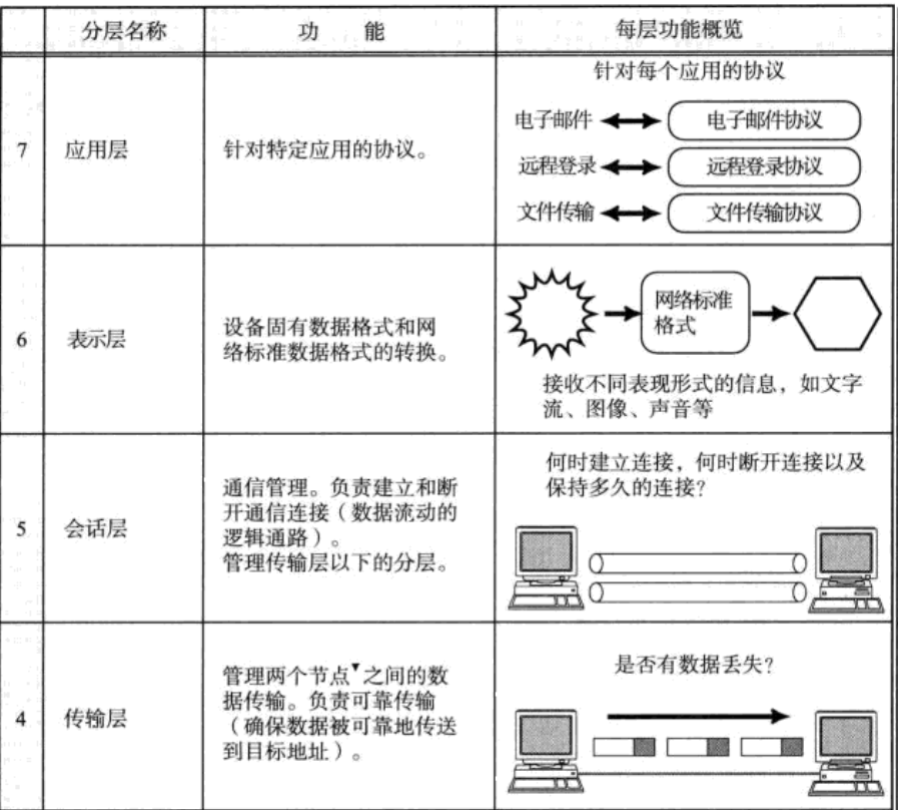 分层名称
功 能
每层功能概览
7
应用层
针对特定应用的协议。
针对每个应用的协议
电子邮件
电子邮件协议
远程登录
远程登录协议
文件传输
文件传输协议
6
表示层
设备固有数据格式和网
络标准数据格式的转换。
网络标准
格式
接收不同表现形式的信息，如文字
流、图像、声音等
5
会话层
通信管理。负责建立和断
开通信连接（数据流动的
逻辑通路）。
管理传输层以下的分层。
何时建立连接，何时断开连接以及
保持多久的连接？
4
传输层
管理两个节点▼之间的数
据传输。负责可靠传输
（确保数据被可靠地传送
到目标地址）。
是否有数据丢失？